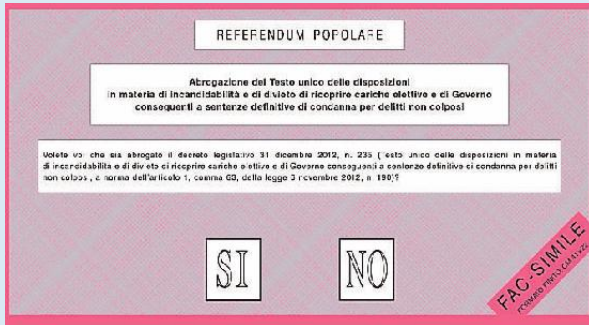 REFERENDUM POPOLARE
Abrogazione del Testo unico delle disposizioni
in materia di incandidabilità e di divieto di ricoprire cariche elettive e di Governo
conseguenti a sentenze definitive di condanna per delitti non colposi
Volete voi che sia abrogato il decreto legislativo 31 dicembre 2012, n. 235 (Testo unico delle disposizioni in materia
di incandidabilità e di divieto di ricoprire cariche elettive e di Governo conseguenti a sentenze definitive di condanna per delitti
non colposi, a norma dell'articolo 1, comma 63, della legge 6 novembre 2012, n. 190)?
SI
NO
FAC-SIMILE